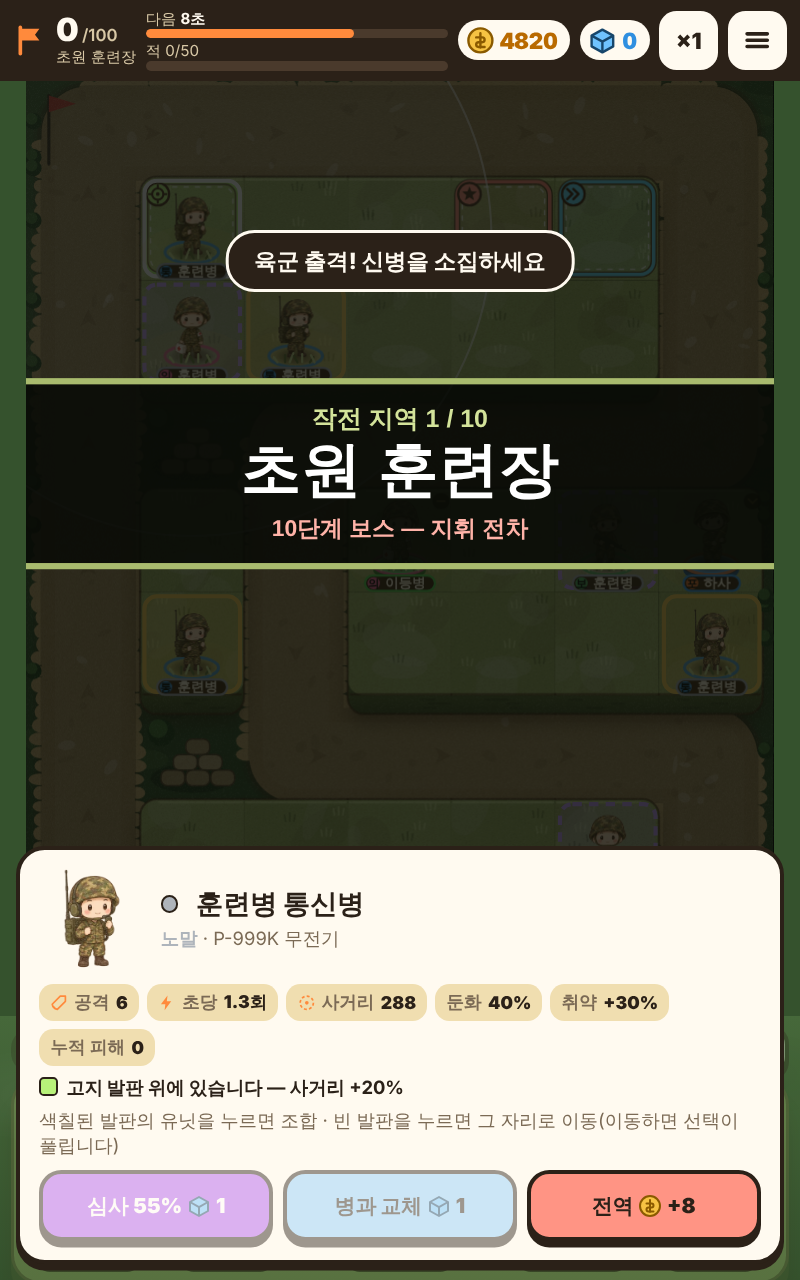 0 /100
초원 훈련장
다음 8초
적 0/50
4820
0
×1
훈련병
육군 출격! 신병을 소집하세요
훈련병
훈련병
작전 지역 1 / 10
초원 훈련장
10단계 보스 — 지휘 전차
이등병
훈련병
하사
훈련병
훈련병
훈련병 통신병
노말 · P-999K 무전기
공격 6
초당 1.3회
사거리 288
둔화 40%
취약 +30%
누적 피해 0
고지 발판 위에 있습니다 — 사거리 +20%
색칠된 발판의 유닛을 누르면 조합 · 빈 발판을 누르면 그 자리로 이동(이동하면 선택이
풀립니다)
심사 55% 1
병과 교체 1
전역 +8